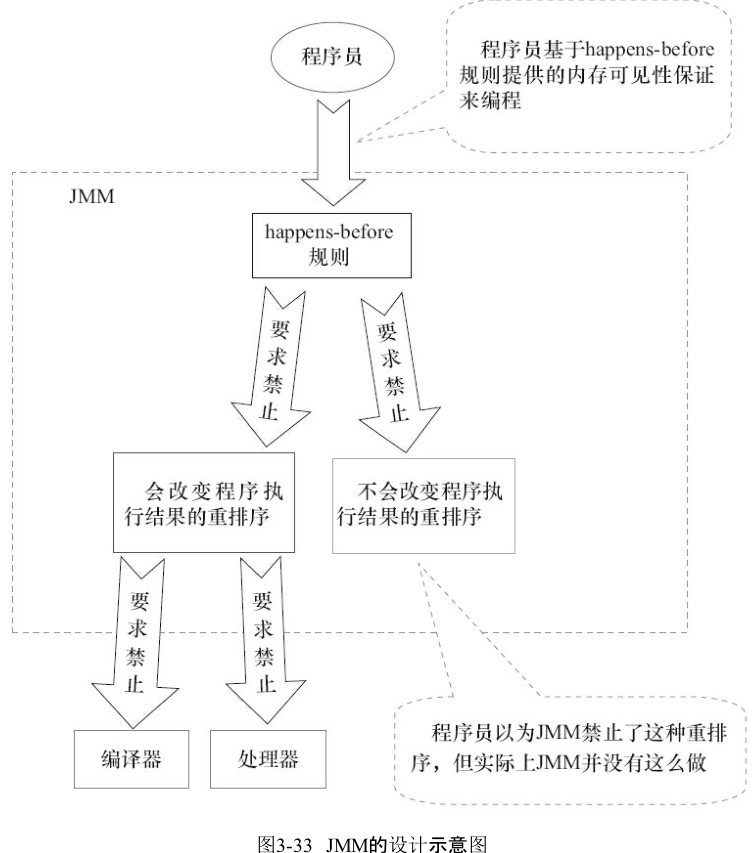 程序员
程序员基于happens-before
规则提供的内存可见性保证
来编程
JMM
happens-before
规则
要求禁止
要求禁止
会改变程序执
行结果的重排序
不会改变程序执
行结果的重排序
要求禁止
要求禁止
编译器
处理器
程序员以为JMM禁止了这种重排
序，但实际上JMM并没有这么做
图3-33 JMM的设计示意图